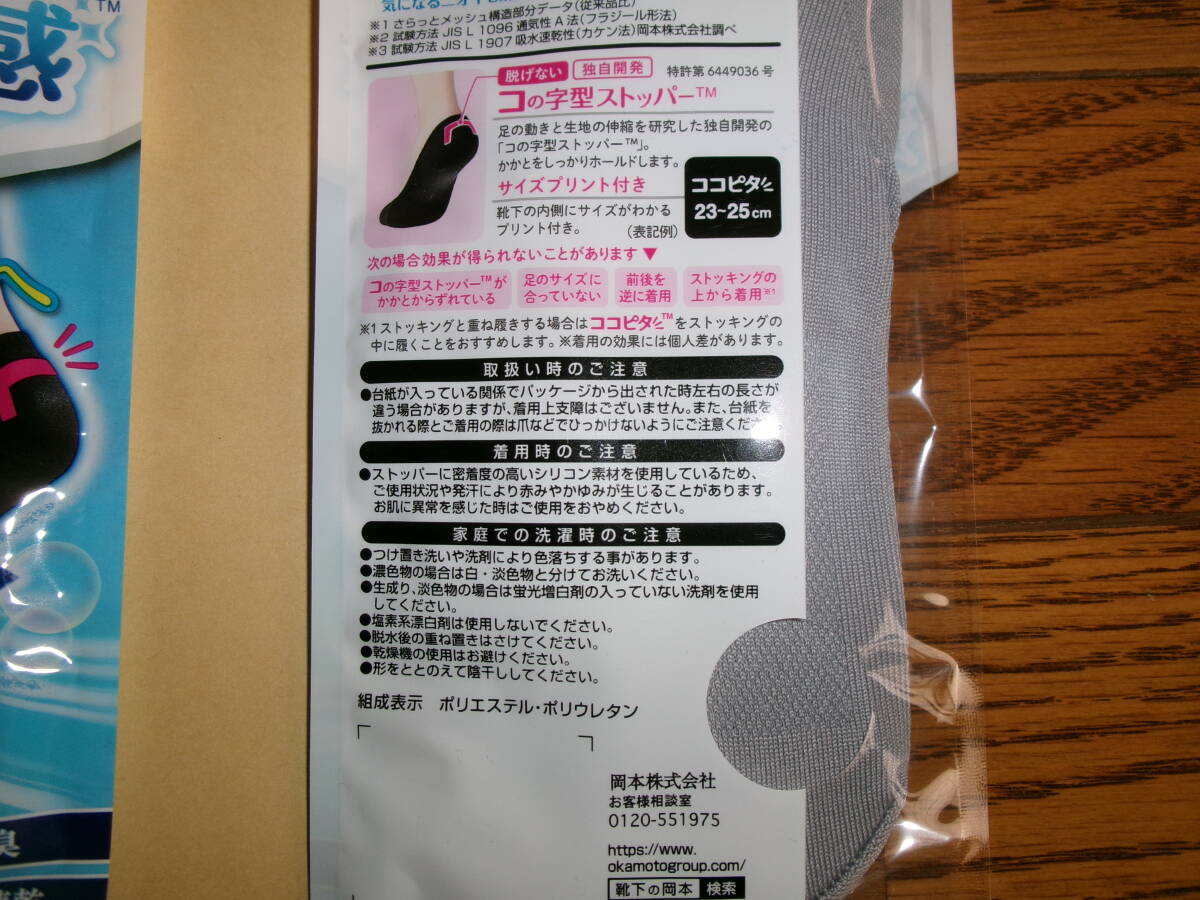 感™
※1 さらっとメッシュ構造部分データ(従来品比)
※2 試験方法 JIS L 1096 通気性 A 法(フラジール形法)
※3 試験方法 JIS L 1907 吸水速乾性(カケン法)岡本株式会社調べ
脱げない 独自開発 特許第 6449036 号
コの字型ストッパー™
足の動きと生地の伸縮を研究した独自開発の
「コの字型ストッパー™」。
かかとをしっかりホールドします。
サイズプリント付き
靴下の内側にサイズがわかる
プリント付き。 (表記例)
ココピタ
23~25cm
次の場合効果が得られないことがあります▼
コの字型ストッパー™が
かかとからずれている
足のサイズに
合っていない
前後を
逆に着用
ストッキングの
上から着用※1
※1 ストッキングと重ね履きする場合はココピタ™をストッキングの
中に履くことをおすすめします。※着用の効果には個人差があります。
取扱い時のご注意
●台紙が入っている関係でパッケージから出された時左右の長さが
違う場合がありますが、着用上支障はございません。また、台紙を
抜かれる際とご着用の際は爪などでひっかけないようにご注意くださ
着用時のご注意
●ストッパーに密着度の高いシリコン素材を使用しているため、
ご使用状況や発汗により赤みやかゆみが生じることがあります。
お肌に異常を感じた時はご使用をおやめください。
家庭での洗濯時のご注意
●つけ置き洗いや洗剤により色落ちする事があります。
●濃色物の場合は白・淡色物と分けてお洗いください。
●生成り、淡色物の場合は蛍光増白剤の入っていない洗剤を使用
してください。
●塩素系漂白剤は使用しないでください。
●脱水後の重ね置きはさけてください。
●乾燥機の使用はお避けください。
●形をととのえて陰干ししてください。
組成表示 ポリエステル・ポリウレタン
岡本株式会社
お客様相談室
0120-551975
https://www.
okamotogroup.com/
靴下の岡本 検索
臭